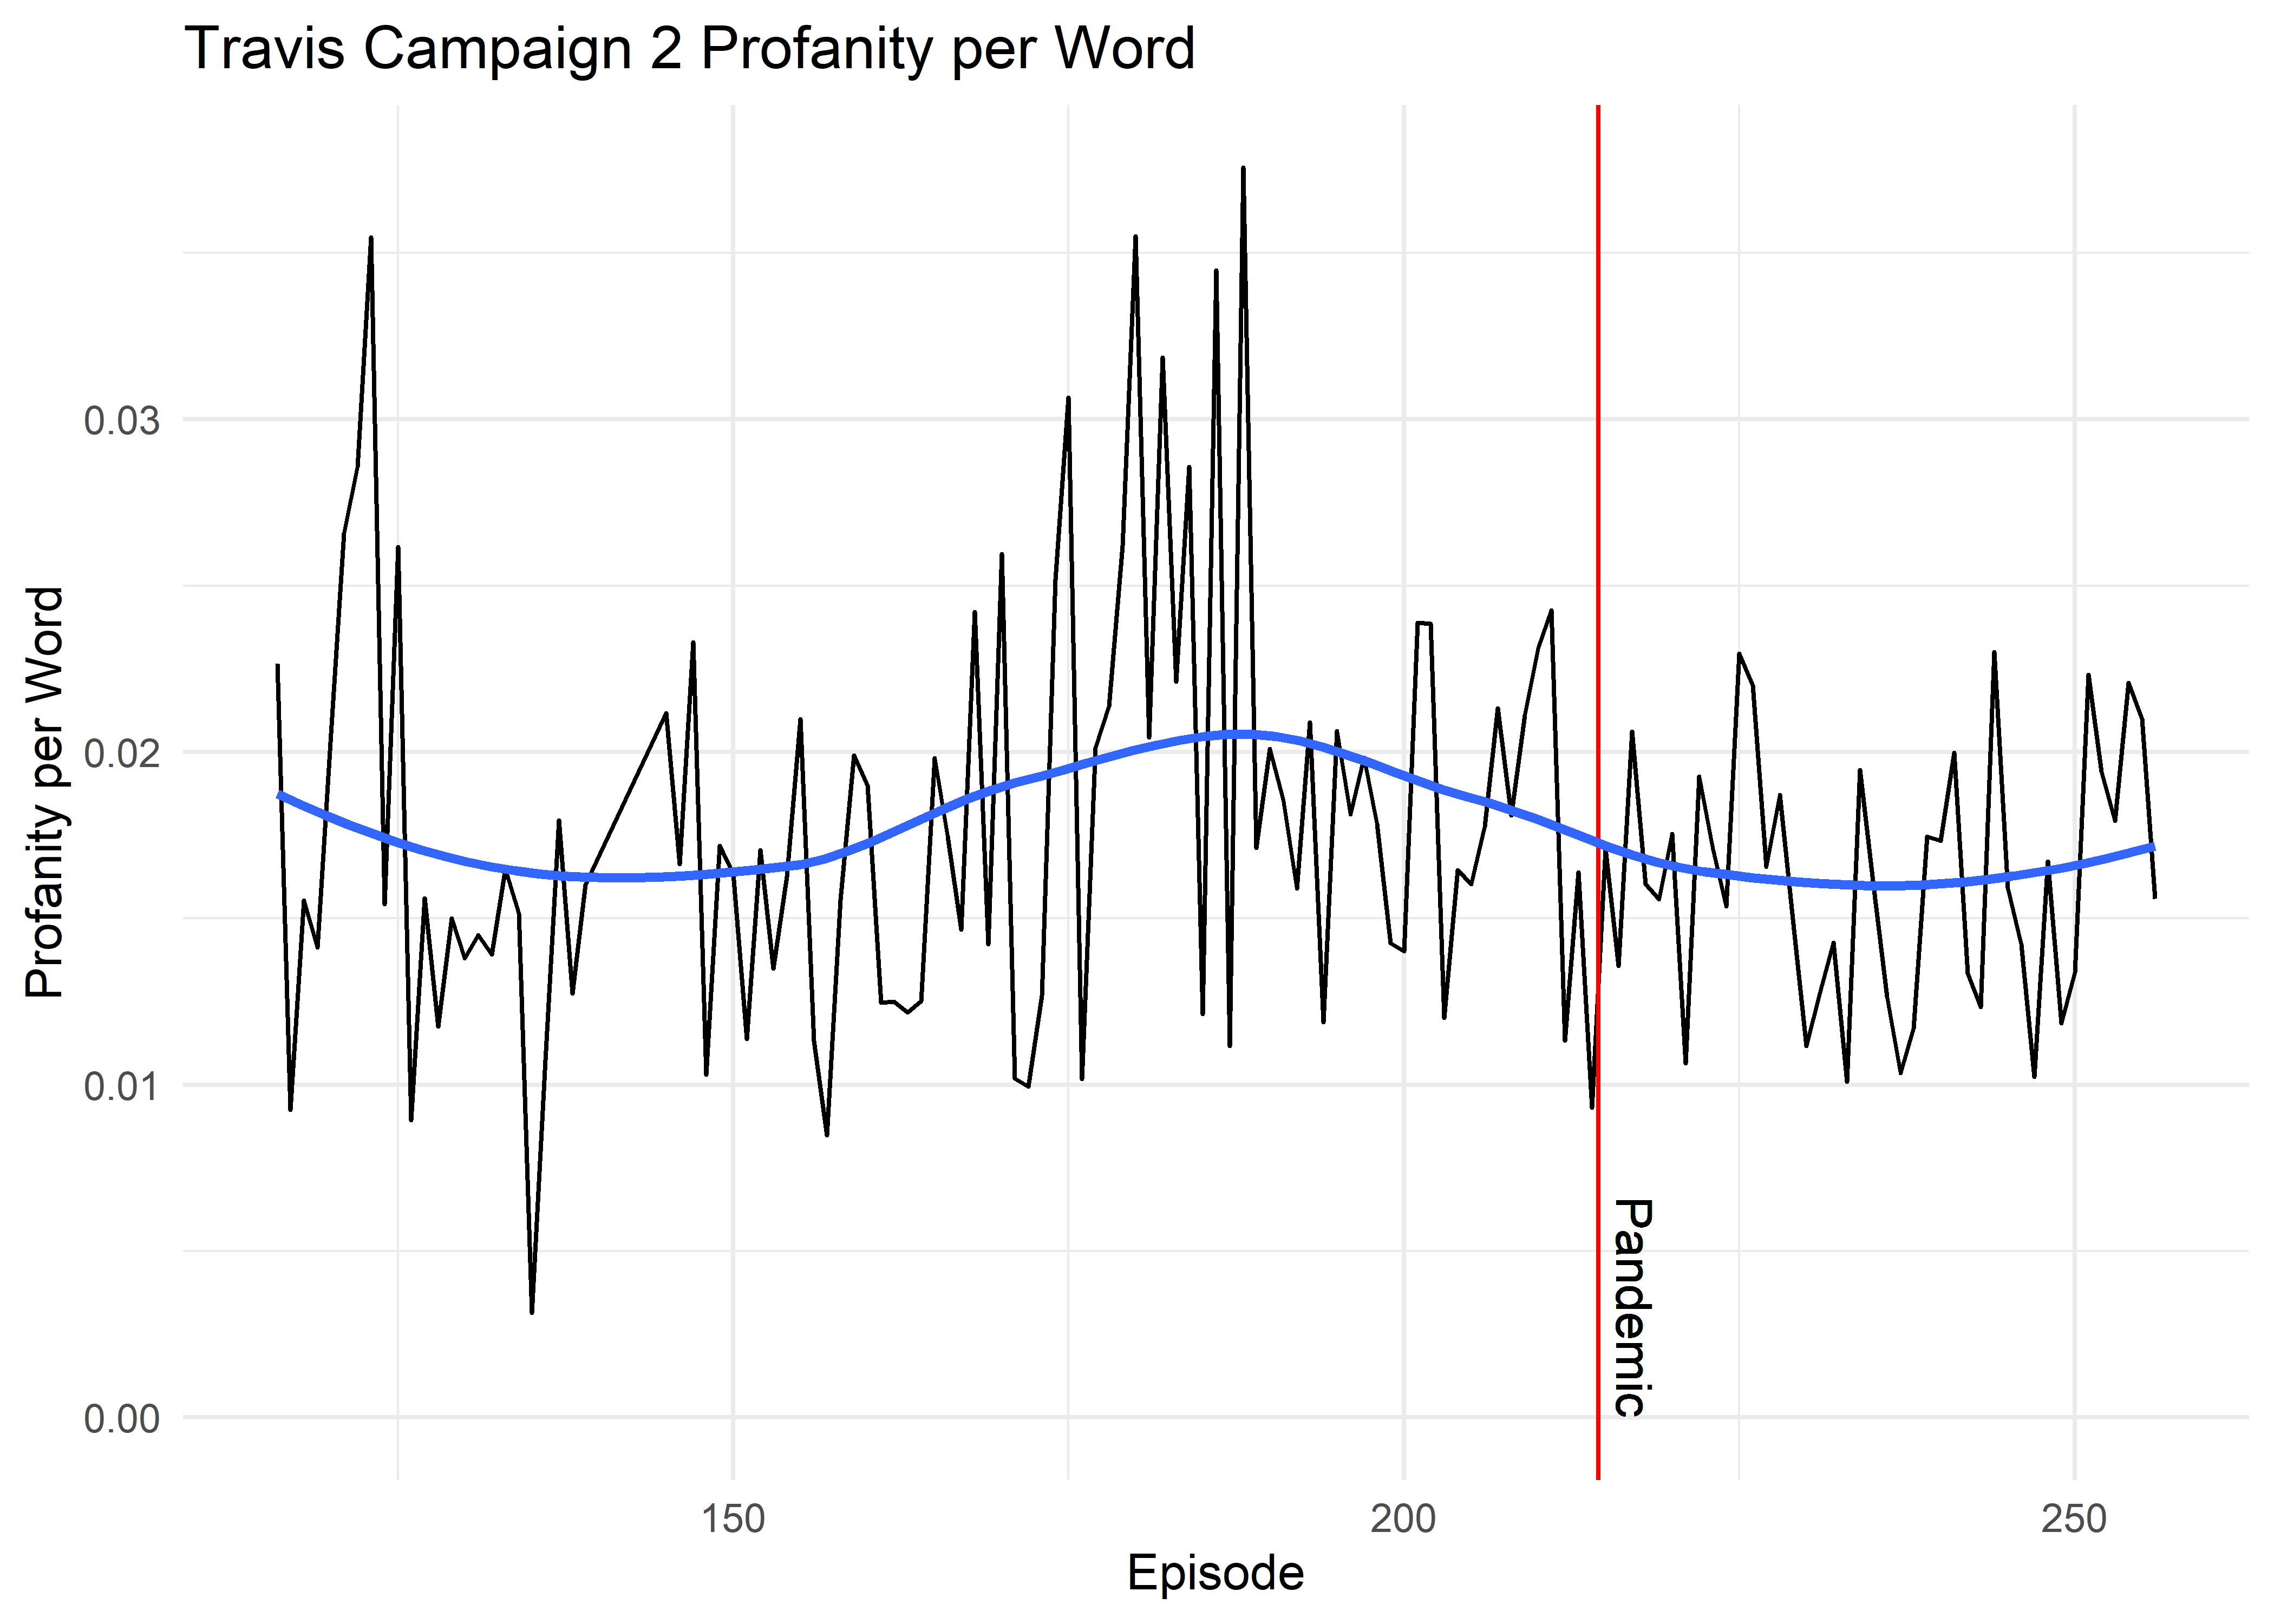 Travis Campaign 2 Profanity per Word
Profanity per Word
0.03
0.02
0.01
0.00
Pandemic
150
200
250
Episode